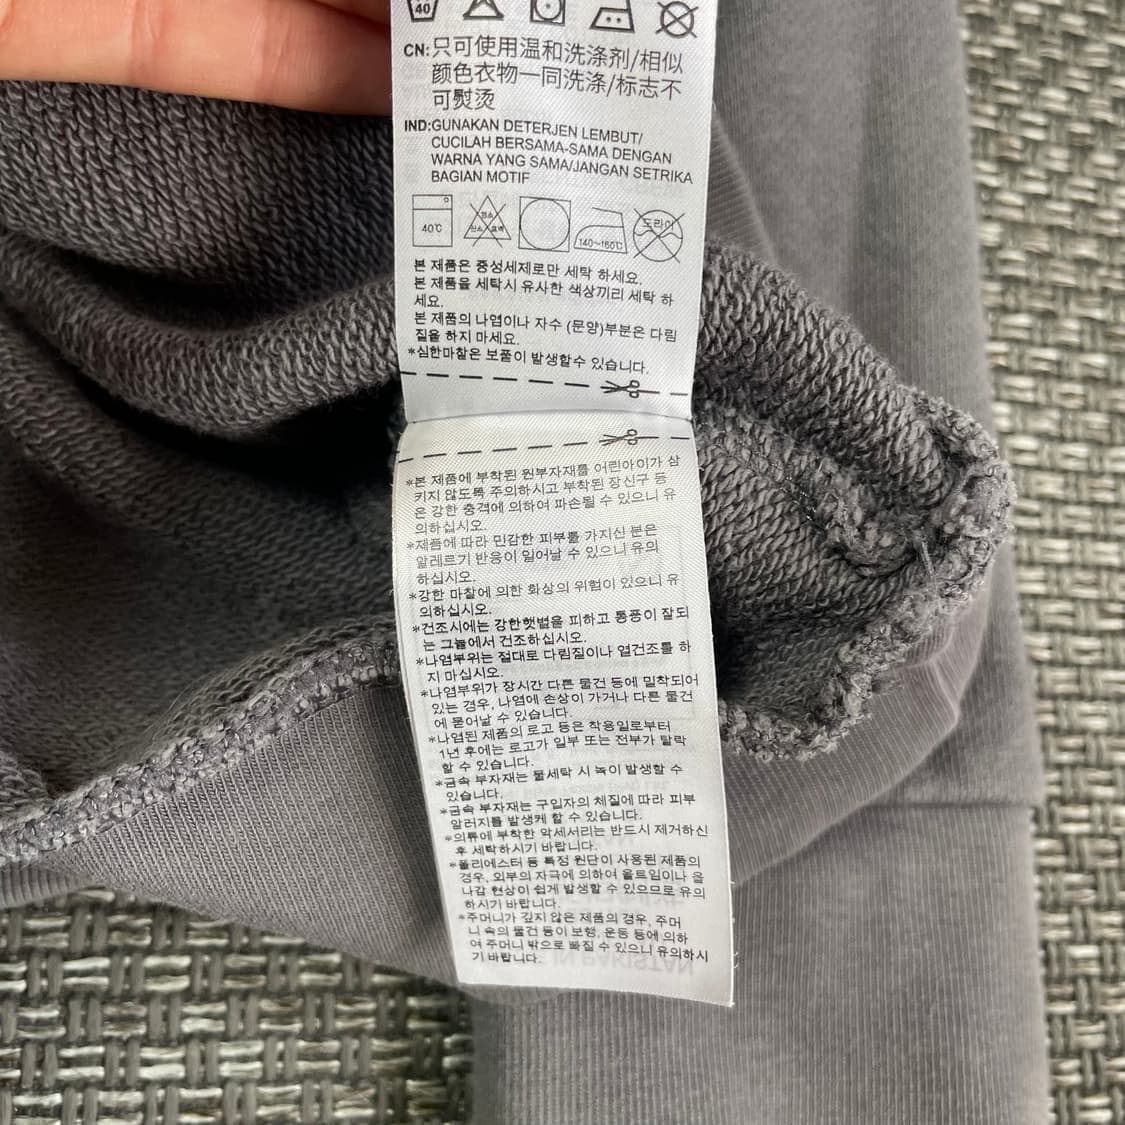 40
CN:只可使用温和洗涤剂/相似
颜色衣物一同洗涤/标志不
可熨烫
IND:GUNAKAN DETERJEN LEMBUT/
CUCILAH BERSAMA-SAMA DENGAN
WARNA YANG SAMA/JANGAN SETRIKA
BAGIAN MOTIF
40℃ 140~160℃ 드라이
본 제품은 중성세제로만 세탁 하세요.
본 제품을 세탁시 유사한 색상끼리 세탁 하
세요.
본 제품의 나엽이나 자수 (문양)부분은 다림
질을 하지 마세요.
*심한마찰은 보풀이 발생할수 있습니다.
*본 제품에 부착된 원부자재를 어린아이가 삼
키지 않도록 주의하시고 부착된 장신구 등
은 강한 충격에 의하여 파손될 수 있으니 유
의하십시오.
*제품에 따라 민감한 피부를 가지신 분은
알레르기 반응이 일어날 수 있으니 유의
하십시오.
*강한 마찰에 의한 화상의 위험이 있으니 유
의하십시오.
*건조시에는 강한햇볕을 피하고 통풍이 잘되
는 그늘에서 건조하십시오.
*나염부위는 절대로 다림질이나 열건조를 하
지 마십시오.
*나염부위가 장시간 다른 물건 등에 밀착되어
있는 경우, 나염에 손상이 가거나 다른 물건
에 묻어날 수 있습니다.
*나염된 제품의 로고 등은 착용일로부터
1년 후에는 로고가 일부 또는 전부가 탈락
할 수 있습니다.
*금속 부자재는 물세탁 시 녹이 발생할 수
있습니다.
*금속 부자재는 구입자의 체질에 따라 피부
알러지를 발생케 할 수 있습니다.
*의류에 부착한 악세서리는 반드시 제거하신
후 세탁하시기 바랍니다.
*폴리에스터 등 특정 원단이 사용된 제품의
경우, 외부의 자극에 의하여 올트임이나 올
나감 현상이 쉽게 발생할 수 있으므로 유의
하시기 바랍니다.
*주머니가 깊지 않은 제품의 경우, 주머
니 속의 물건 등이 보행, 운동 등에 의하
여 주머니 밖으로 빠질 수 있으니 유의하시
기 바랍니다.
IN PAKISTAN